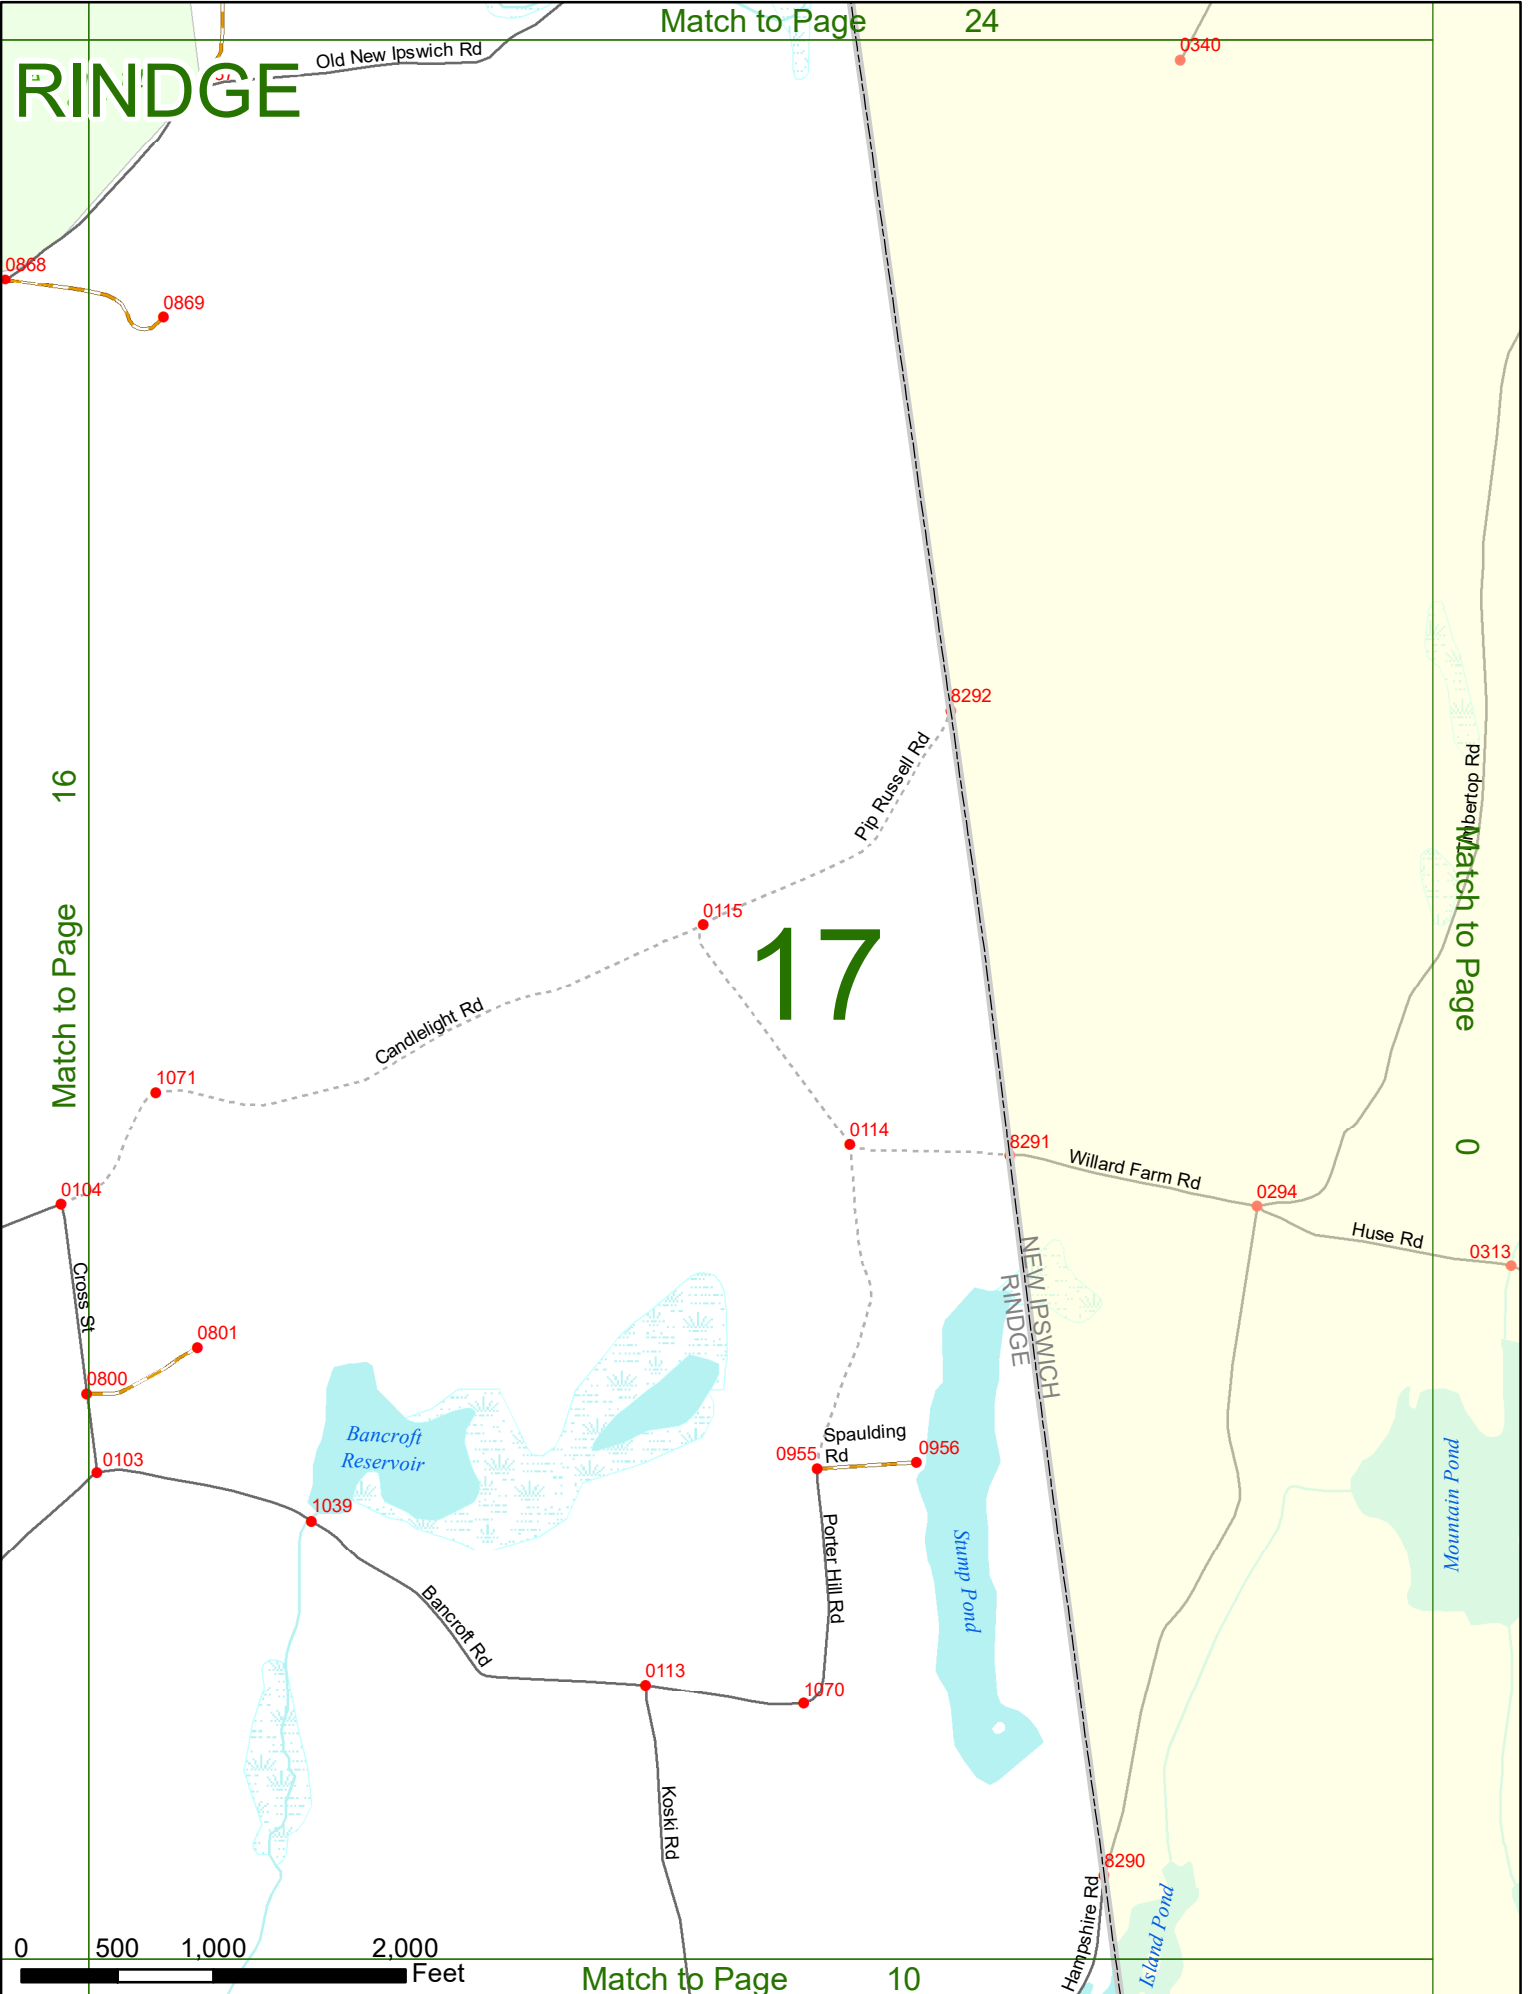 Match to Page 24
Old New Ipswich Rd
0340
RINDGE
0868
0869
8292
Pip Russell Rd
Match to Page 16
mbertop Rd
Match to Page 0
0115
17
Candlelight Rd
1071
0114
8291
Willard Farm Rd
0104
0294
Huse Rd
0313
NEW IPSWICH
RINDGE
Cross St
0801
0800
Bancroft
Reservoir
Spaulding
Rd
0955
0956
0103
1039
Mountain Pond
Porter Hill Rd
Stump Pond
Bancroft Rd
0113
1070
Koski Rd
8290
Hampshire Rd
Island Pond
0 500 1,000 2,000
Feet
Match to Page 10